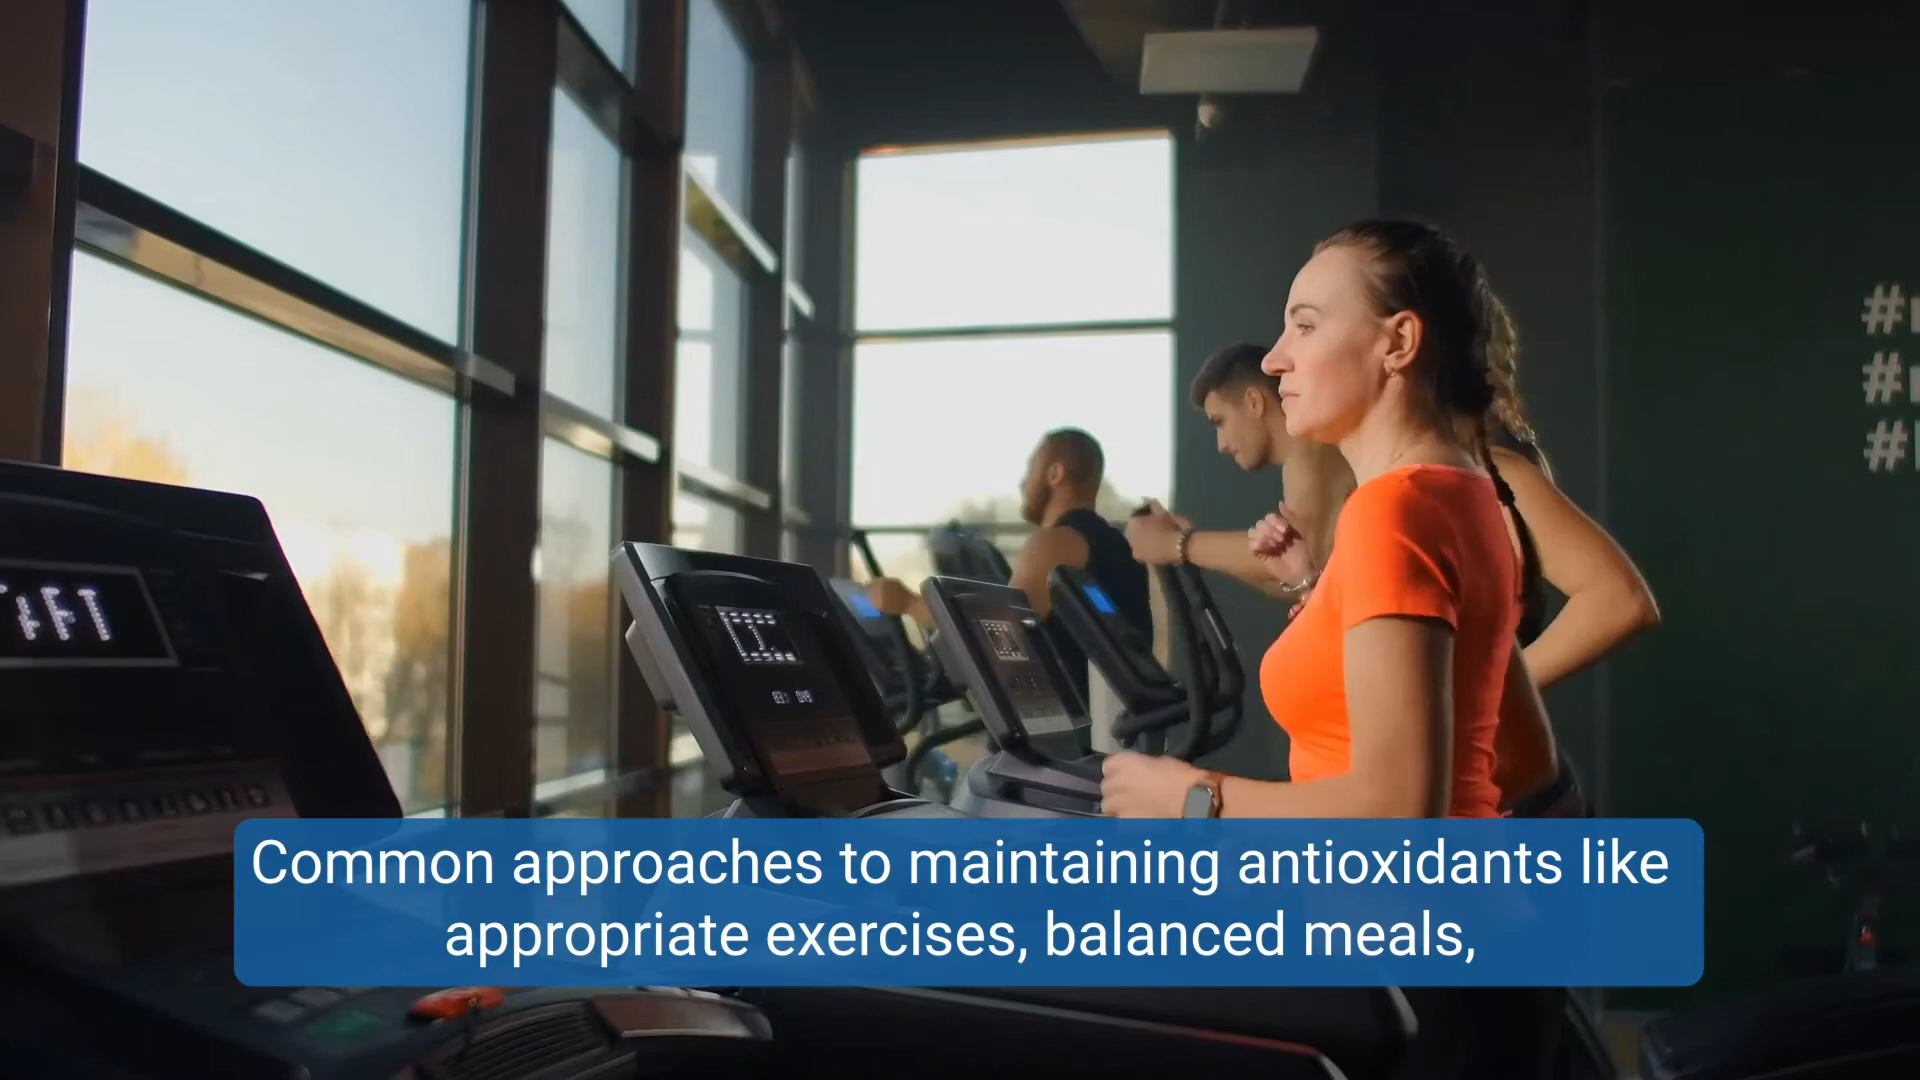 #
#
#
Common approaches to maintaining antioxidants like
appropriate exercises, balanced meals,